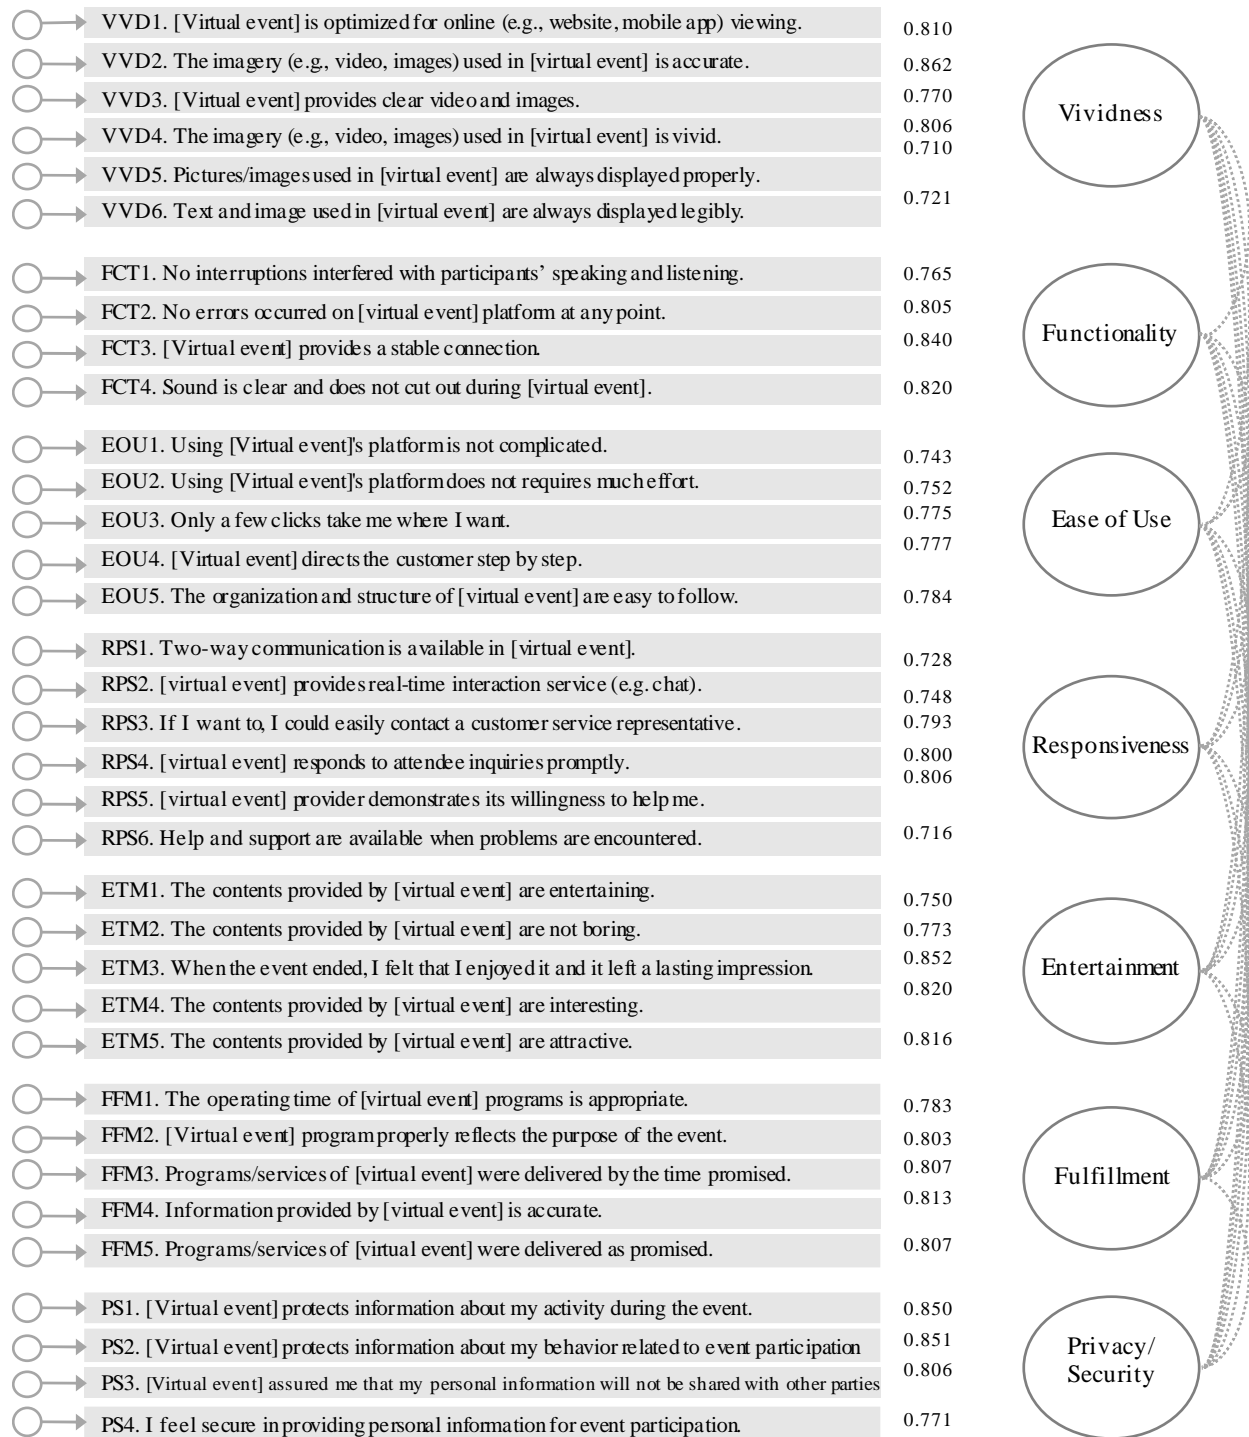 VVD1. [Virtual event] is optimized for online (e.g., website, mobile app) viewing.
0.810
VVD2. The imagery (e.g., video, images) used in [virtual event] is accurate.
0.862
VVD3. [Virtual event] provides clear video and images.
0.770
VVD4. The imagery (e.g., video, images) used in [virtual event] is vivid.
0.806
0.710
VVD5. Pictures/images used in [virtual event] are always displayed properly.
VVD6. Text and image used in [virtual event] are always displayed legibly.
0.721
Vividness
FCT1. No interruptions interfered with participants’ speaking and listening.
0.765
FCT2. No errors occurred on [virtual event] platform at any point.
0.805
FCT3. [Virtual event] provides a stable connection.
0.840
FCT4. Sound is clear and does not cut out during [virtual event].
0.820
Functionality
EOU1. Using [Virtual event]'s platform is not complicated.
0.743
EOU2. Using [Virtual event]'s platform does not requires much effort.
0.752
EOU3. Only a few clicks take me where I want.
0.775
EOU4. [Virtual event] directs the customer step by step.
0.777
EOU5. The organization and structure of [virtual event] are easy to follow.
0.784
Ease of Use
RPS1. Two-way communication is available in [virtual event].
0.728
RPS2. [virtual event] provides real-time interaction service (e.g. chat).
0.748
RPS3. If I want to, I could easily contact a customer service representative.
0.793
RPS4. [virtual event] responds to attendee inquiries promptly.
0.800
0.806
RPS5. [virtual event] provider demonstrates its willingness to help me.
RPS6. Help and support are available when problems are encountered.
0.716
Responsiveness
ETM1. The contents provided by [virtual event] are entertaining.
0.750
ETM2. The contents provided by [virtual event] are not boring.
0.773
ETM3. When the event ended, I felt that I enjoyed it and it left a lasting impression.
0.852
ETM4. The contents provided by [virtual event] are interesting.
0.820
ETM5. The contents provided by [virtual event] are attractive.
0.816
Entertainment
FFM1. The operating time of [virtual event] programs is appropriate.
0.783
FFM2. [Virtual event] program properly reflects the purpose of the event.
0.803
FFM3. Programs/services of [virtual event] were delivered by the time promised.
0.807
FFM4. Information provided by [virtual event] is accurate.
0.813
FFM5. Programs/services of [virtual event] were delivered as promised.
0.807
Fulfillment
PS1. [Virtual event] protects information about my activity during the event.
0.850
PS2. [Virtual event] protects information about my behavior related to event participation
0.851
PS3. [Virtual event] assured me that my personal information will not be shared with other parties
0.806
PS4. I feel secure in providing personal information for event participation.
0.771
Privacy/
Security